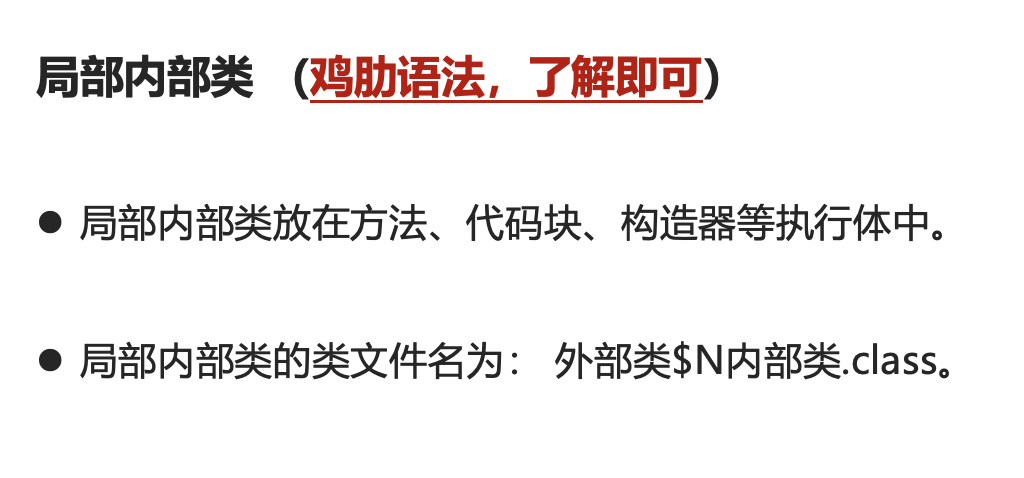 局部内部类 （鸡肋语法，了解即可）
● 局部内部类放在方法、代码块、构造器等执行体中。
● 局部内部类的类文件名为： 外部类$N内部类.class。